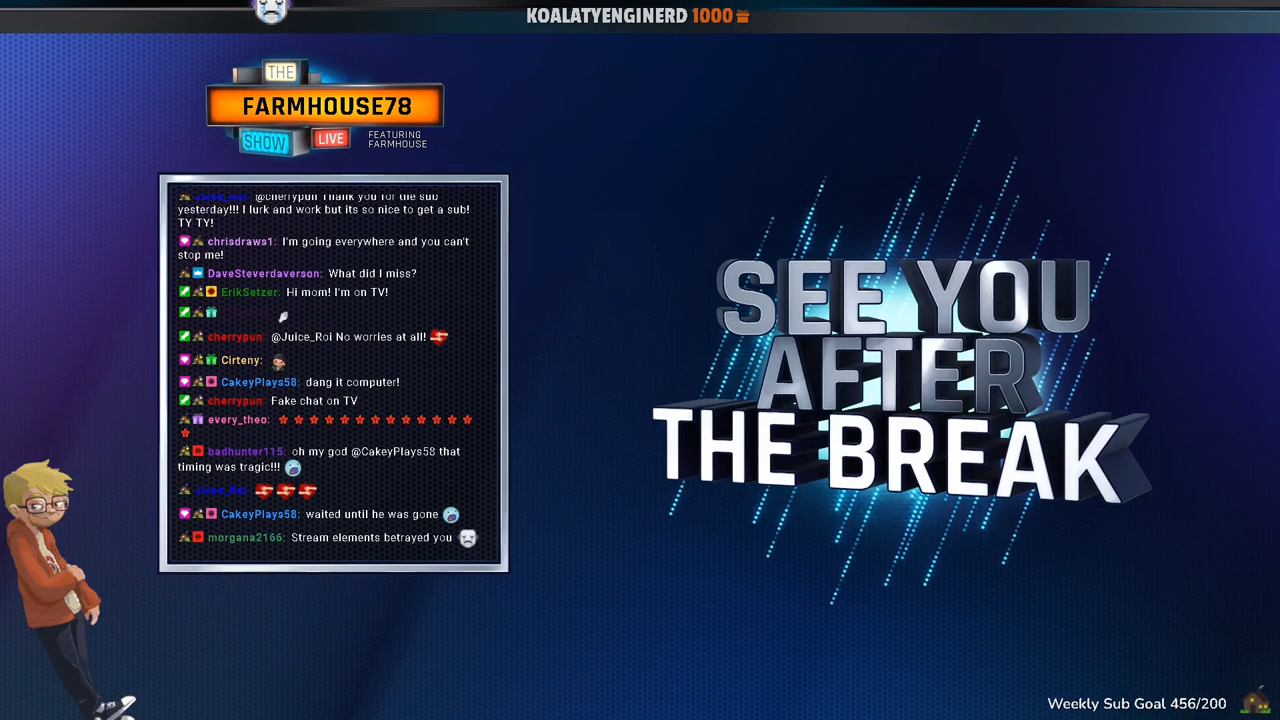 KOALATYENGINERD 1000
THE
FARMHOUSE78
SHOW
LIVE
FEATURING
FARMHOUSE
@cherrypun Thank you for the sub
yesterday!!! I lurk and work but its so nice to get a sub!
TY TY!
chrisdraws1: I'm going everywhere and you can't
stop me!
DaveSteverdaverson: What did I miss?
ErikSetzer: Hi mom! I'm on TV!
cherrypun: @Juice_Roi No worries at all!
Cirteny:
CakeyPlays58: dang it computer!
cherrypun: Fake chat on TV
every_theo:
badhunter115: oh my god @CakeyPlays58 that
timing was tragic!!!
Juice_Roi:
CakeyPlays58: waited until he was gone
morgana2166: Stream elements betrayed you
SEE YOU
AFTER
THE BREAK
Weekly Sub Goal 456/200